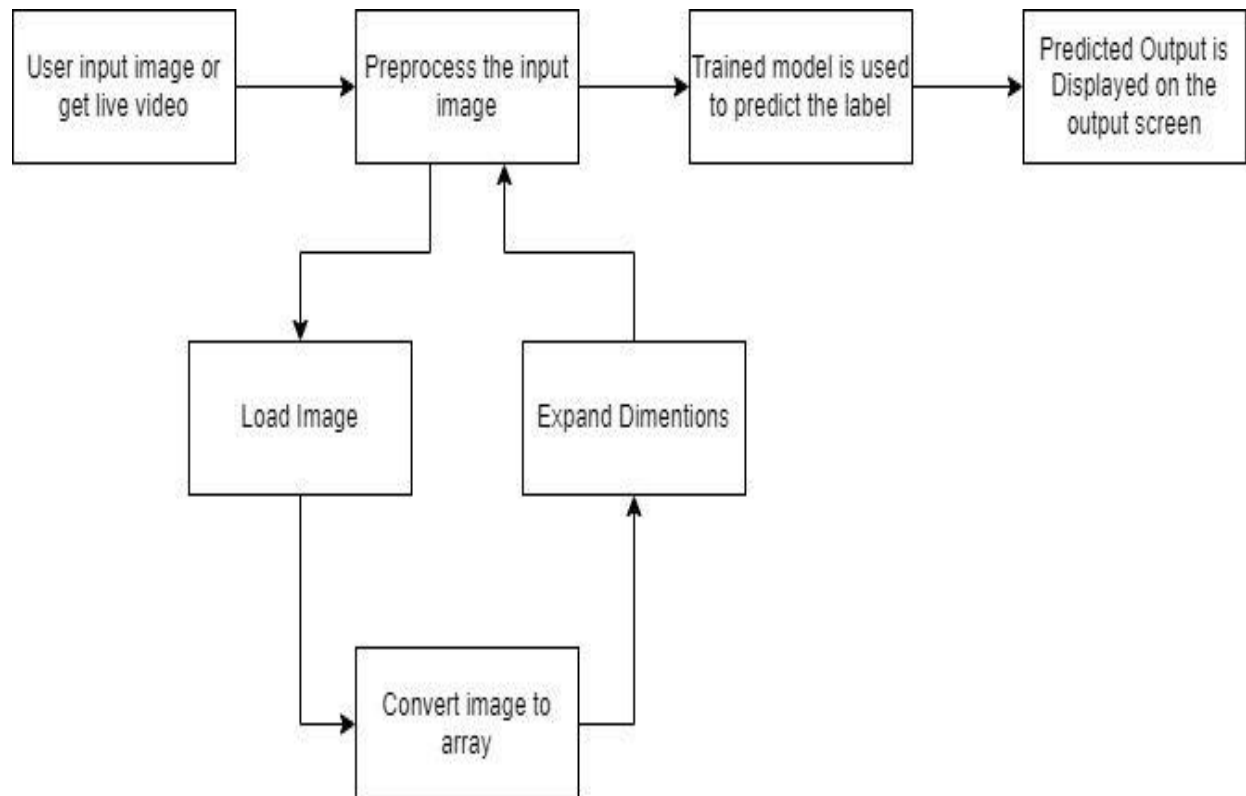 User input image or
get live video
Preprocess the input
image
Trained model is used
to predict the label
Predicted Output is
Displayed on the
output screen
Load Image
Expand Dimentions
Convert image to
array